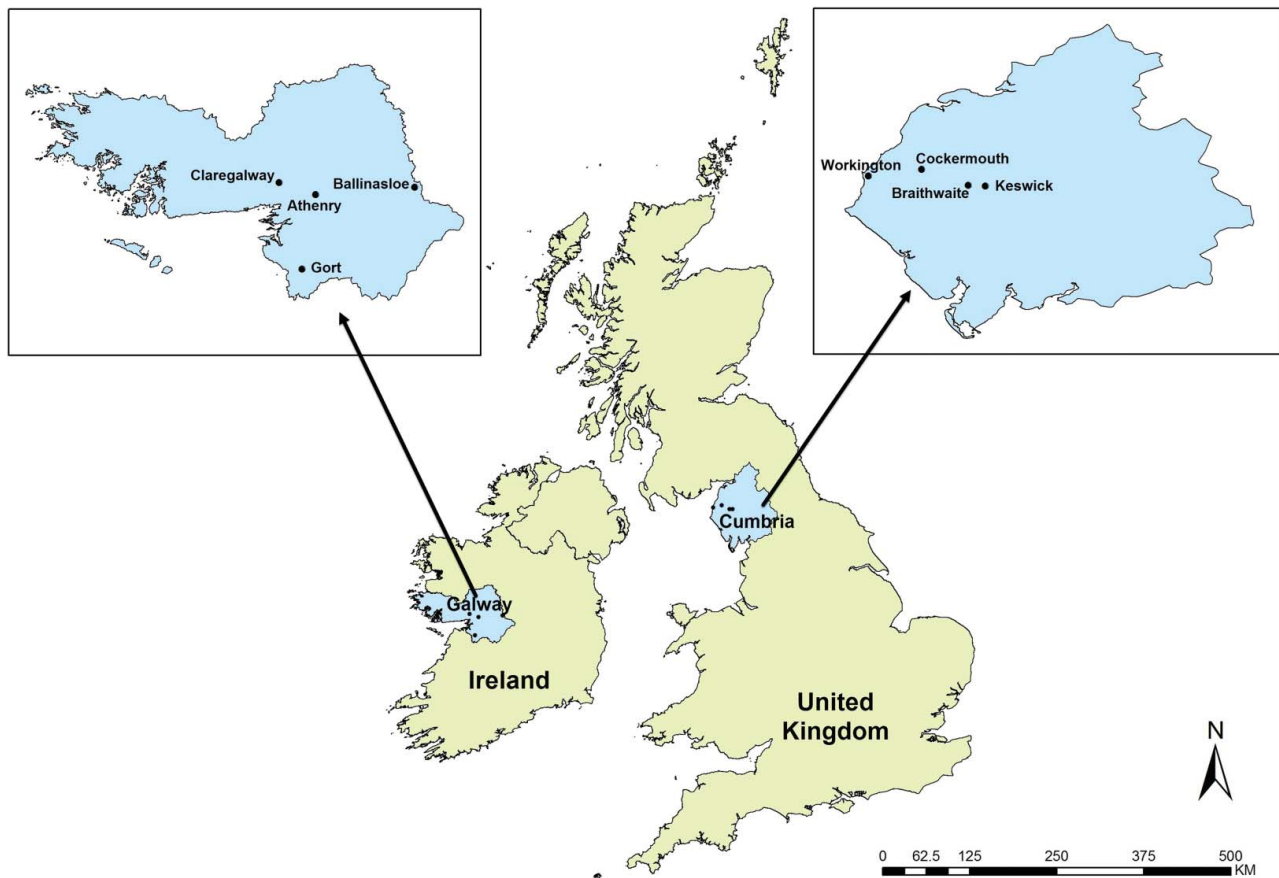 Claregalway
Ballinasloe
Athenry
Gort
Workington
Cockermouth
Braithwaite
Keswick
Cumbria
Galway
Ireland
United
Kingdom
N
0 62.5 125 250 375 500
KM